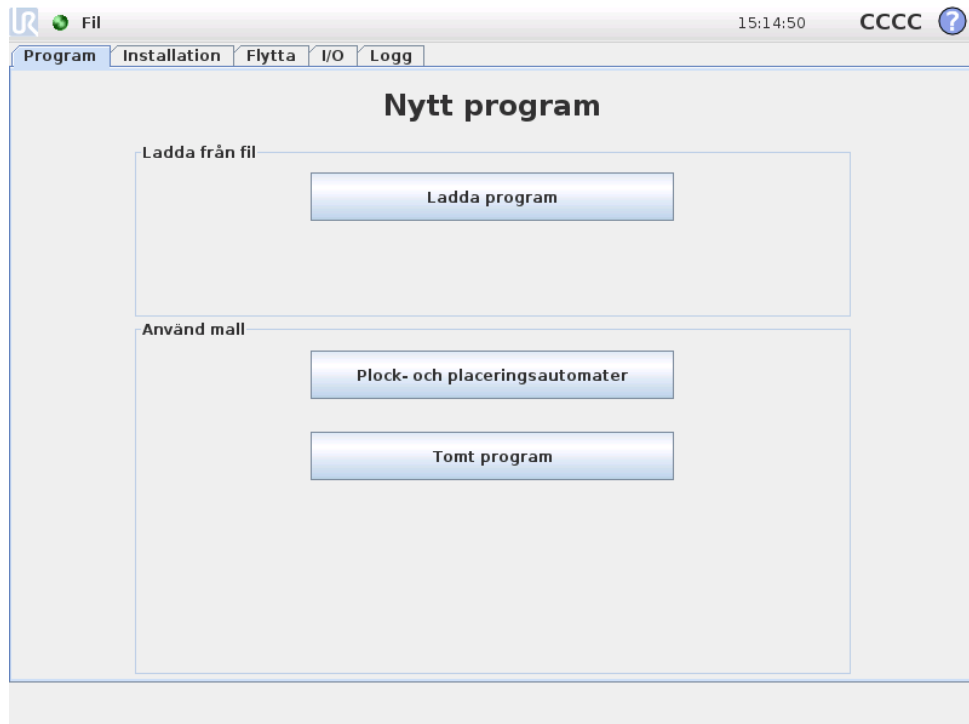 UR Fil 15:14:50 CCCC ?
Program Installation Flytta I/O Logg
Nytt program
Ladda från fil
Ladda program
Använd mall
Plock- och placeringsautomater
Tomt program